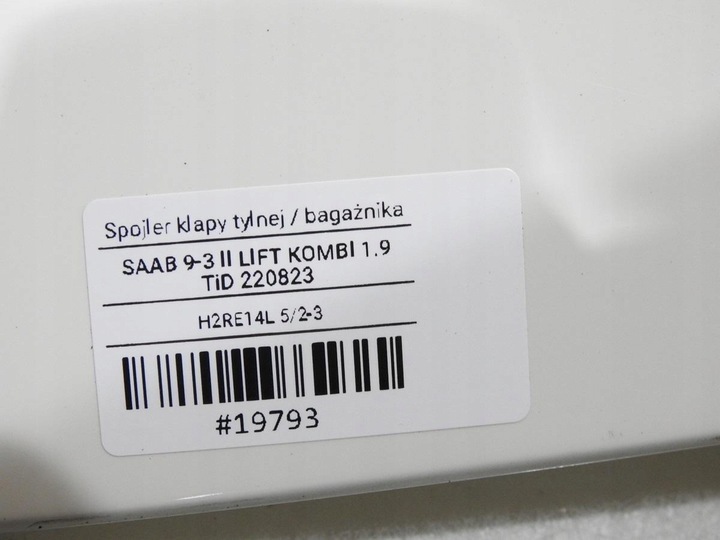 Spojler klapy tylnej / bagażnika
SAAB 9-3 II LIFT KOMBI 1.9
TiD 220823
H2RE14L 5/2-3
#19793